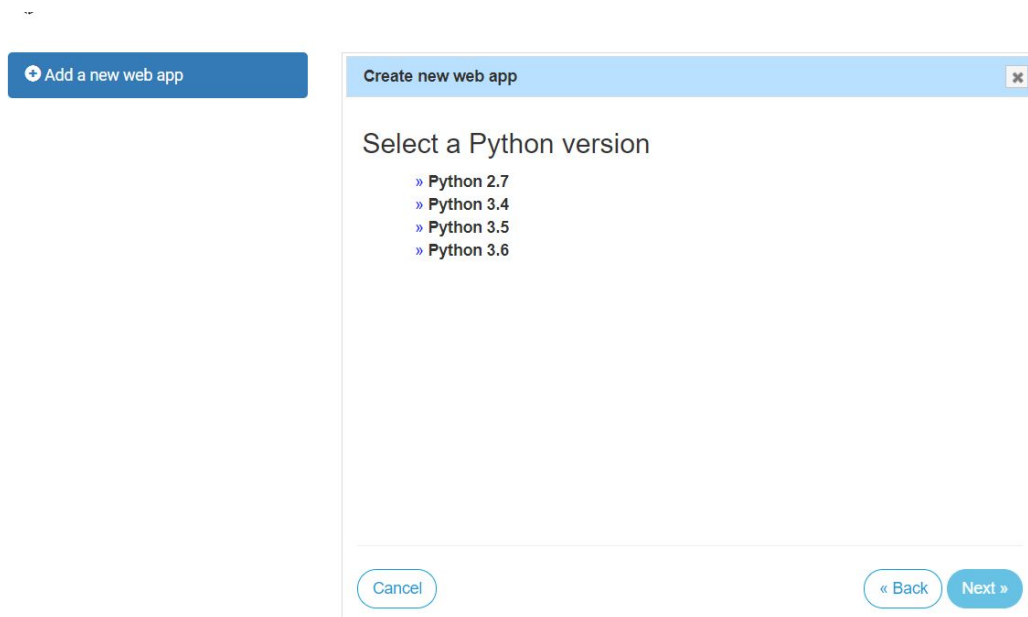 Add a new web app
Create new web app
Select a Python version
» Python 2.7
» Python 3.4
» Python 3.5
» Python 3.6
Cancel
« Back
Next »